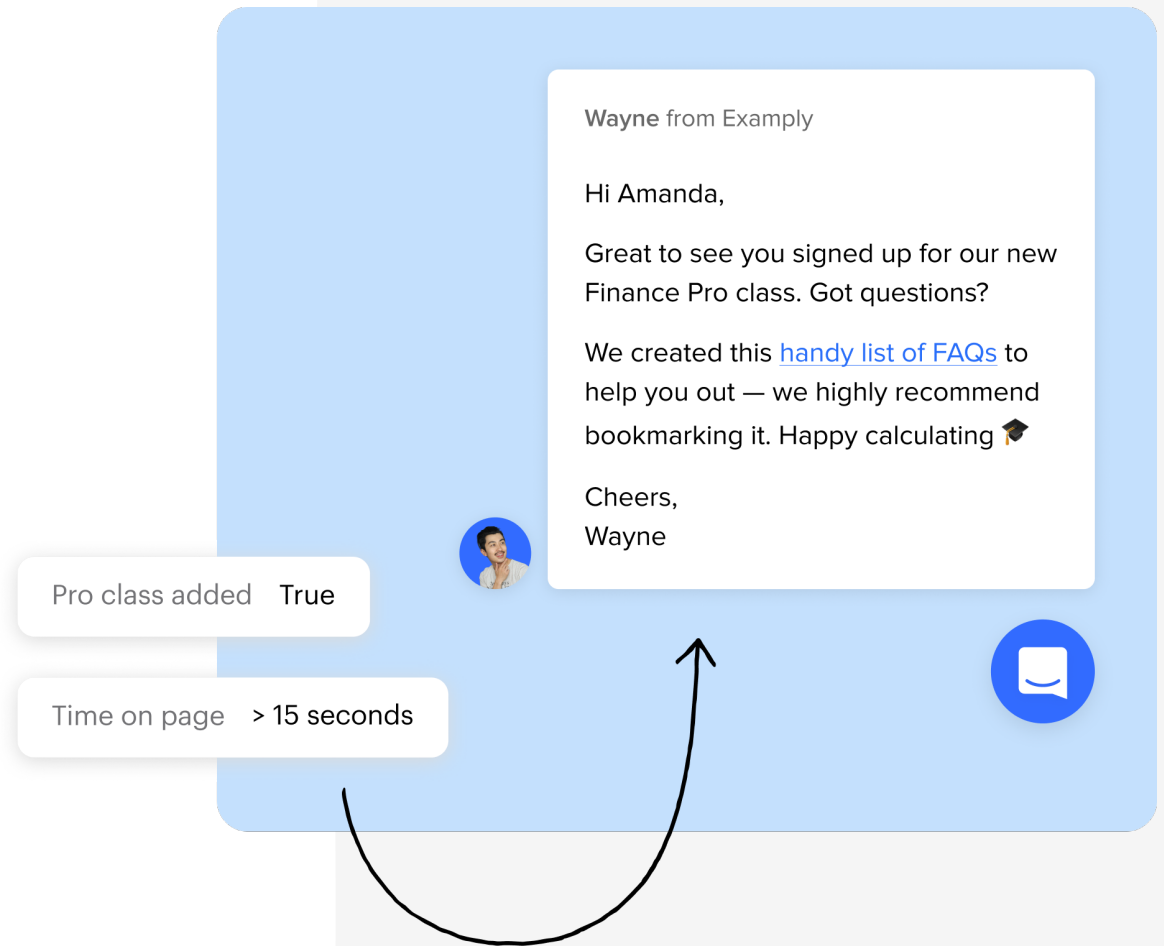 Wayne from Examply
Hi Amanda,
Great to see you signed up for our new
Finance Pro class. Got questions?
We created this handy list of FAQs to
help you out — we highly recommend
bookmarking it. Happy calculating 🎓
Cheers,
Wayne
Pro class added True
Time on page > 15 seconds